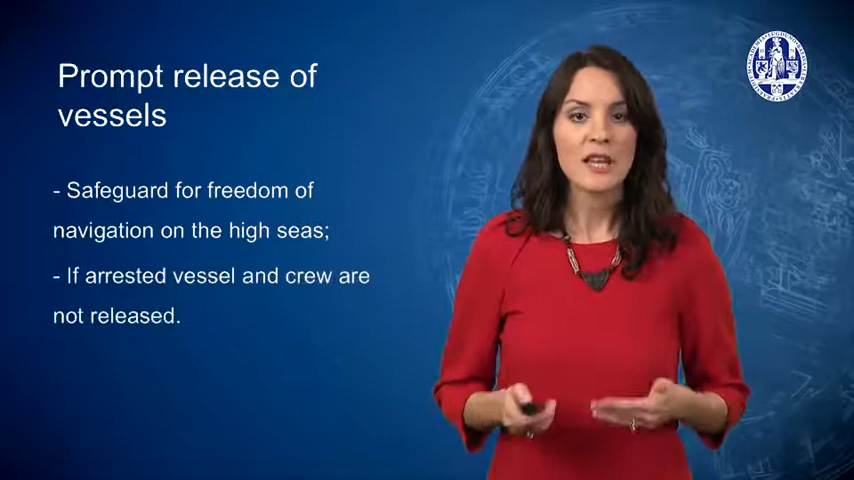 Prompt release of
vessels
- Safeguard for freedom of
navigation on the high seas;
- If arrested vessel and crew are
not released.